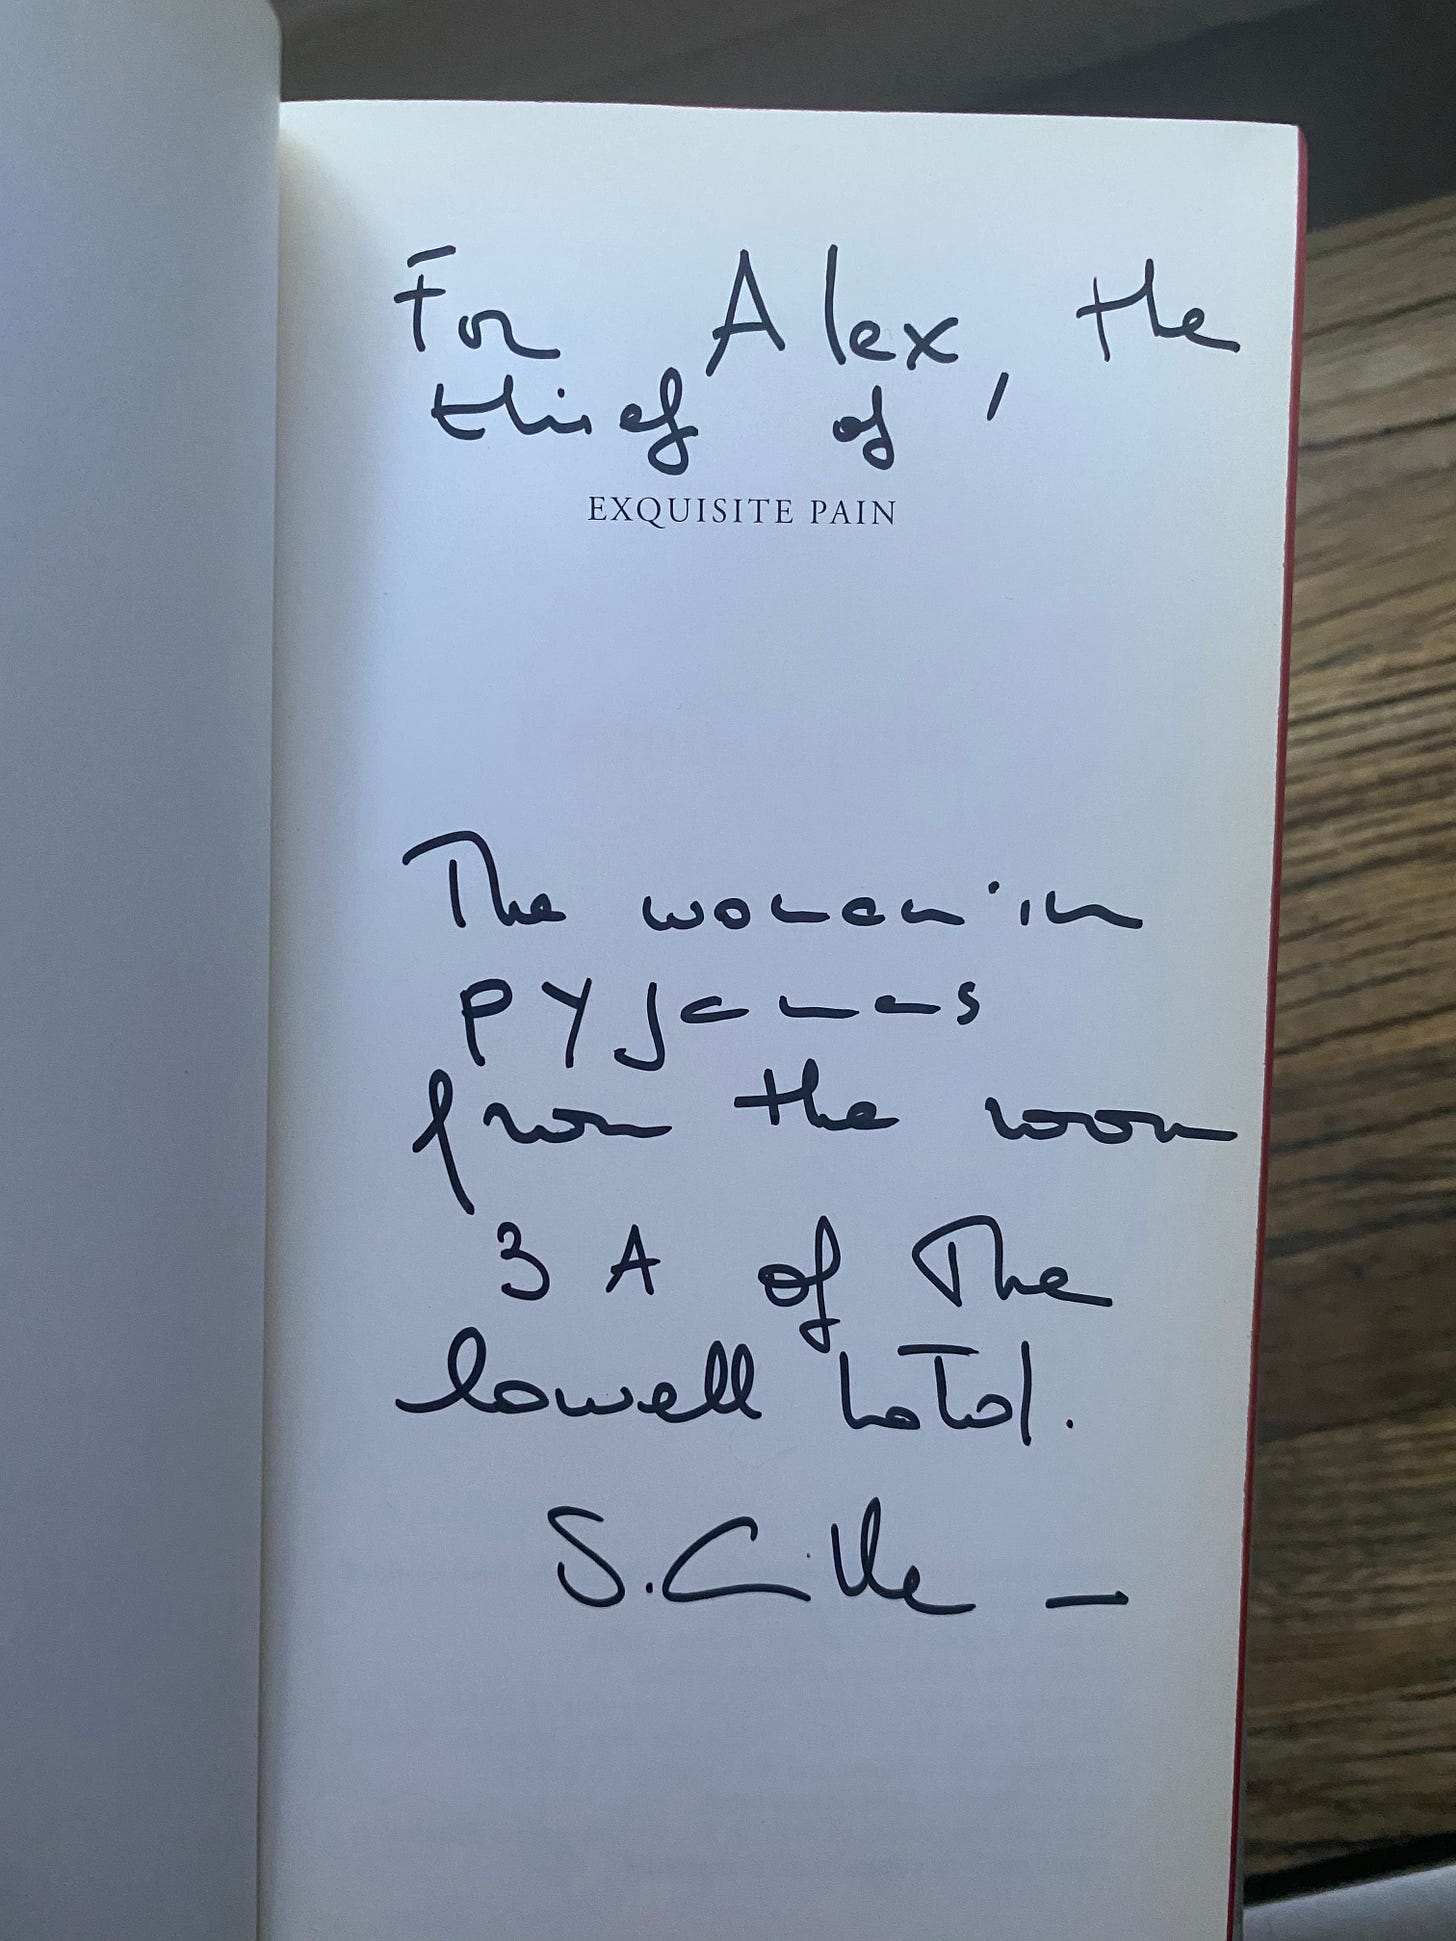 For Alex, the
thief of
EXQUISITE PAIN
The woman in
pyjamas
from the room
3 A of The
lowell hotel.
S. Calle _